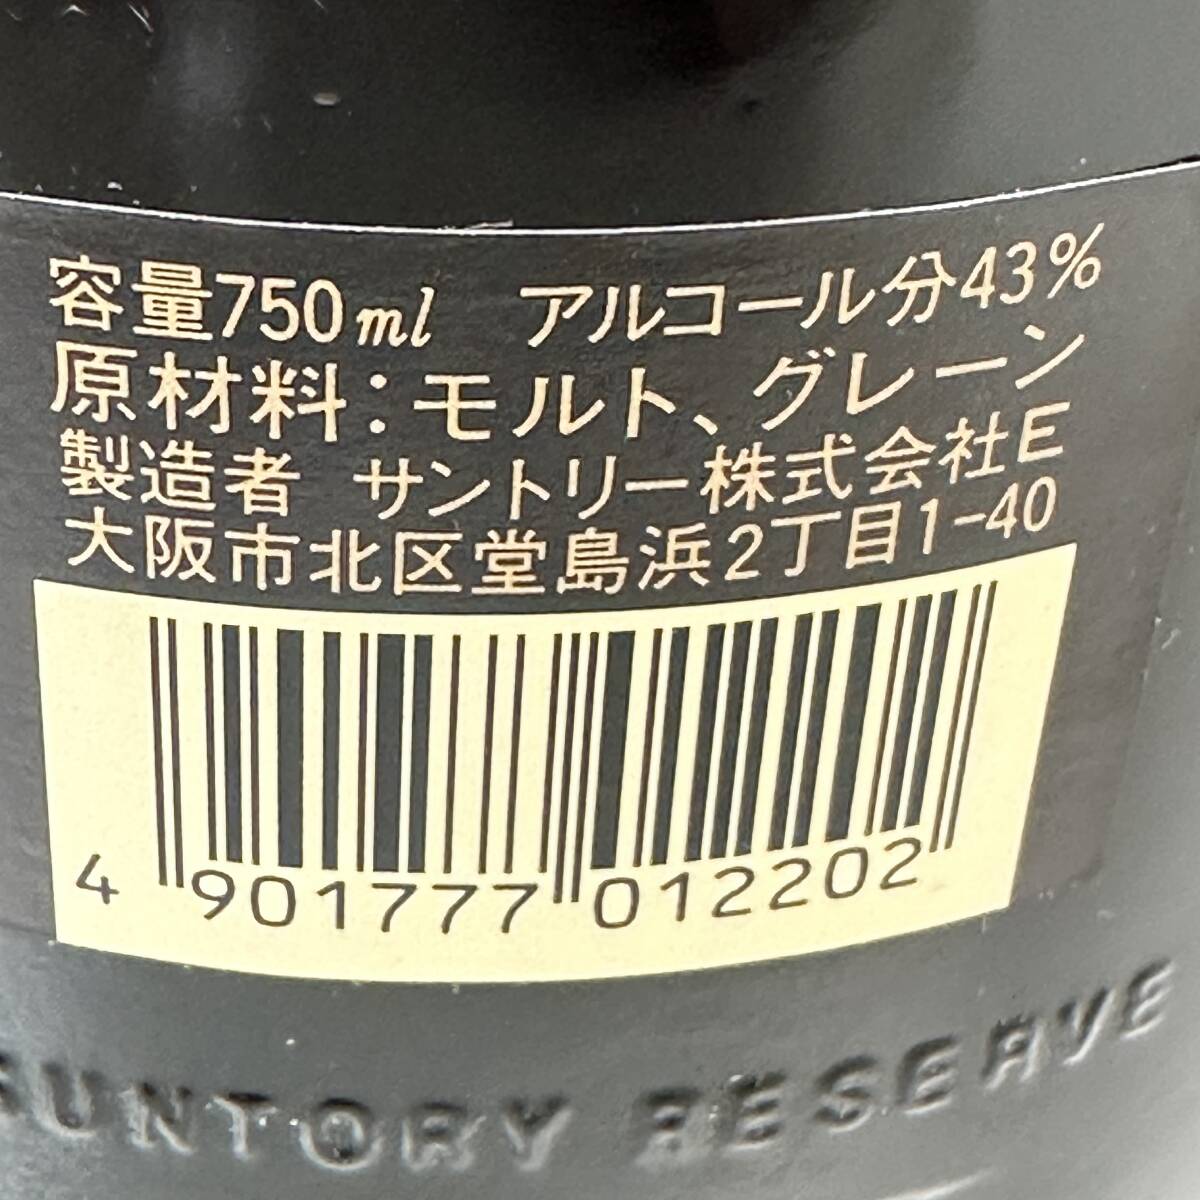 容量750ml アルコール分43%
原材料：モルト、グレーン
製造者 サントリー株式会社E
大阪市北区堂島浜2丁目1-40
4 901777 012202
SUNTORY RESERVE